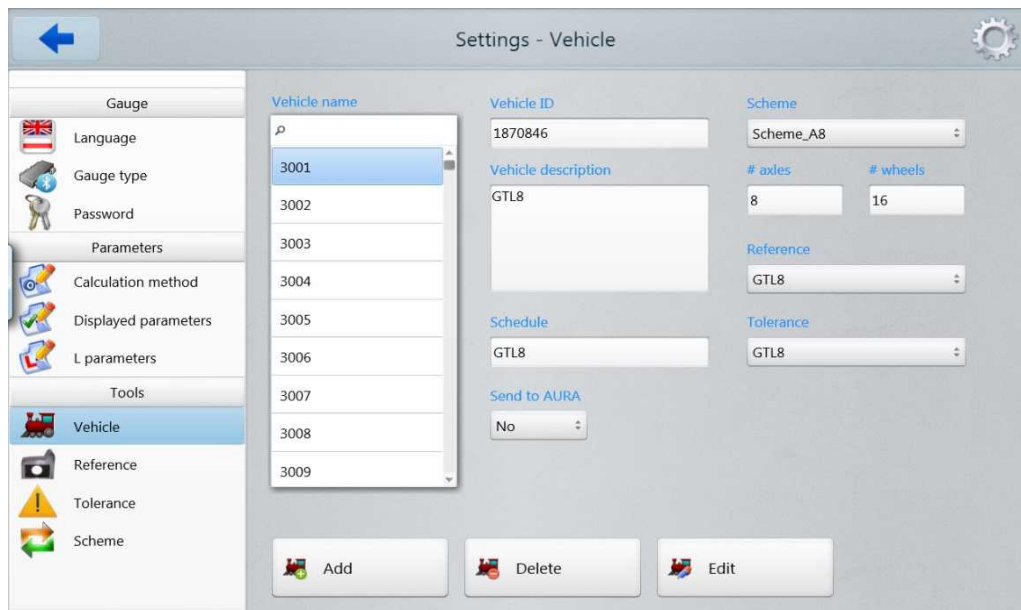 Settings - Vehicle
Gauge
Language
Gauge type
Password
Parameters
Calculation method
Displayed parameters
L parameters
Tools
Vehicle
Reference
Tolerance
Scheme
Vehicle name
3001
3002
3003
3004
3005
3006
3007
3008
3009
Vehicle ID
1870846
Vehicle description
GTL8
Schedule
GTL8
Send to AURA
No
Scheme
Scheme_A8
# axles # wheels
8 16
Reference
GTL8
Tolerance
GTL8
Add Delete Edit